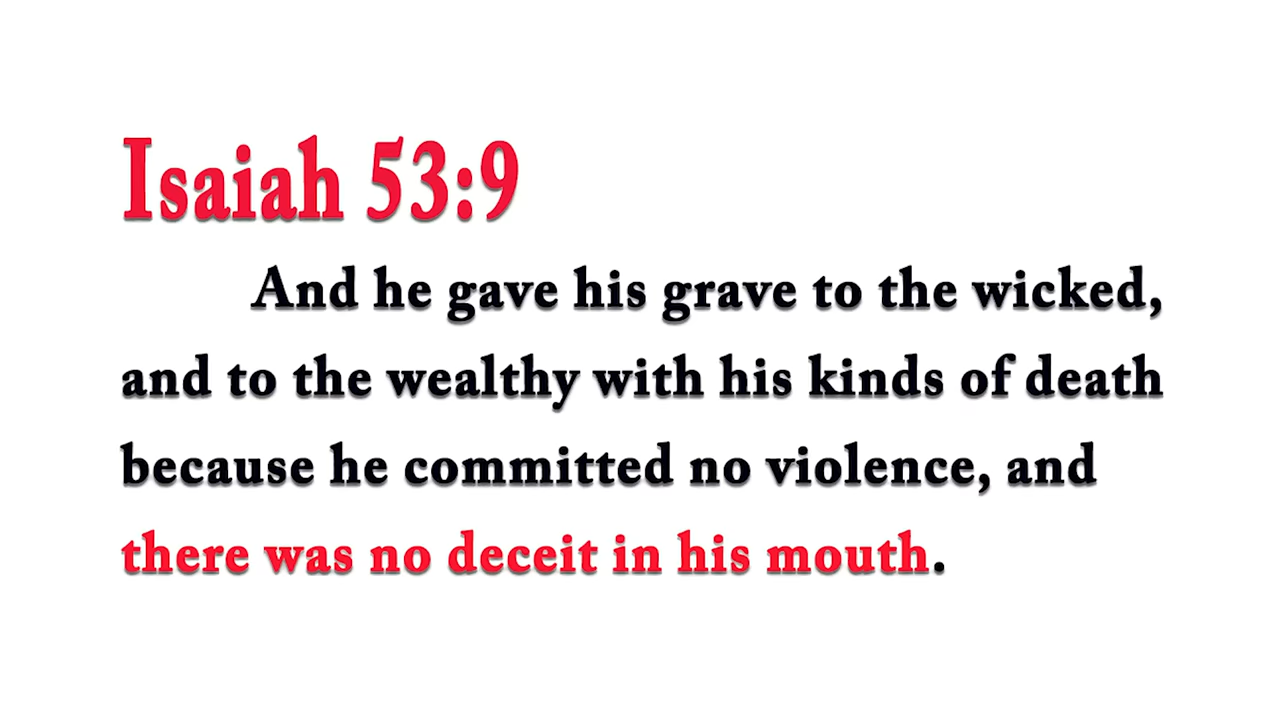 Isaiah 53:9
And he gave his grave to the wicked,
and to the wealthy with his kinds of death
because he committed no violence, and
there was no deceit in his mouth.